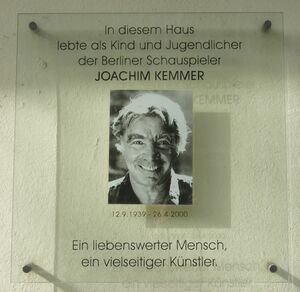 In diesem Haus
lebte als Kind und Jugendlicher
der Berliner Schauspieler
JOACHIM KEMMER
12.9.1939 - 26.4.2000
Ein liebenswerter Mensch,
ein vielseitiger Künstler.